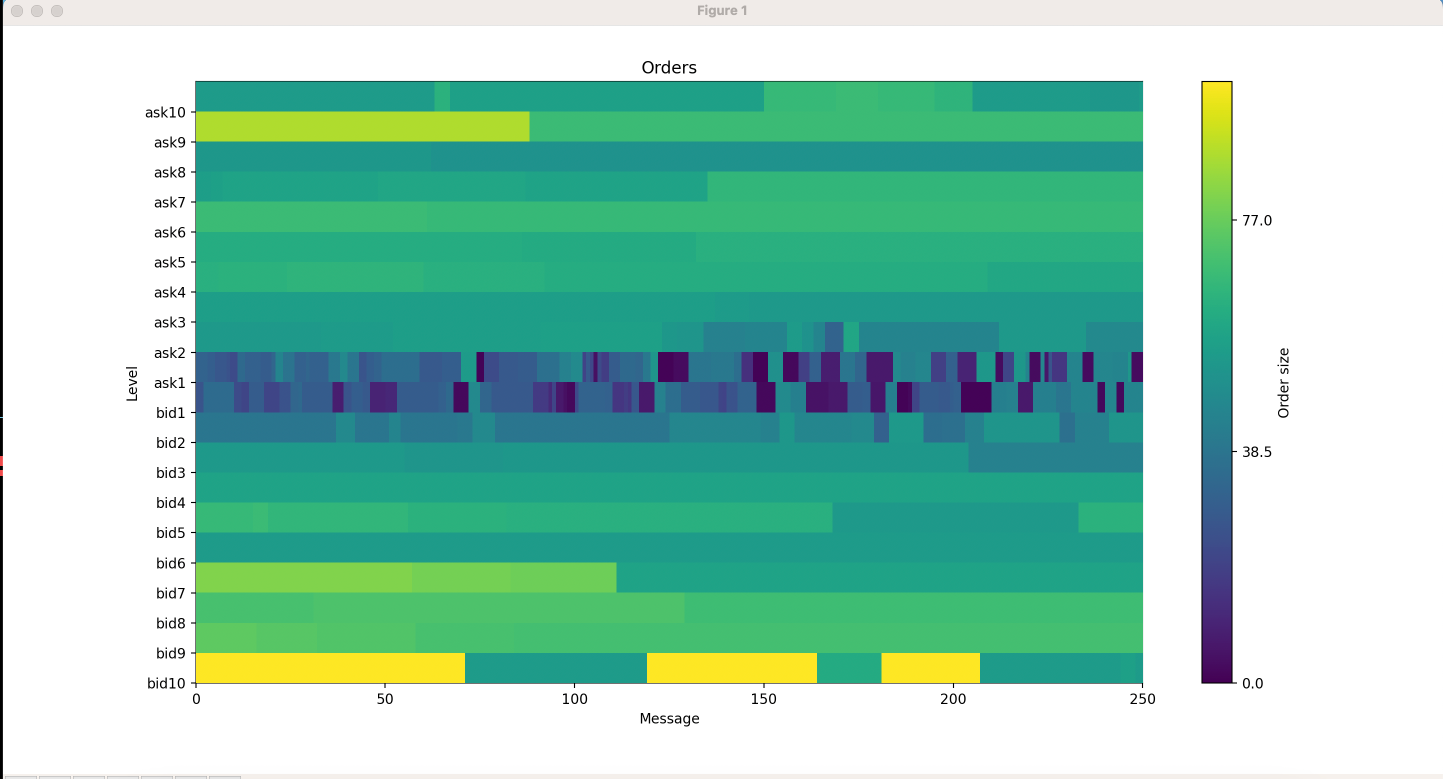 Figure 1
Orders
ask10
ask9
ask8
ask7
ask6
ask5
ask4
ask3
ask2
ask1
bid1
bid2
bid3
bid4
bid5
bid6
bid7
bid8
bid9
bid10
Level
0 50 100 150 200 250
Message
77.0
38.5
0.0
Order size